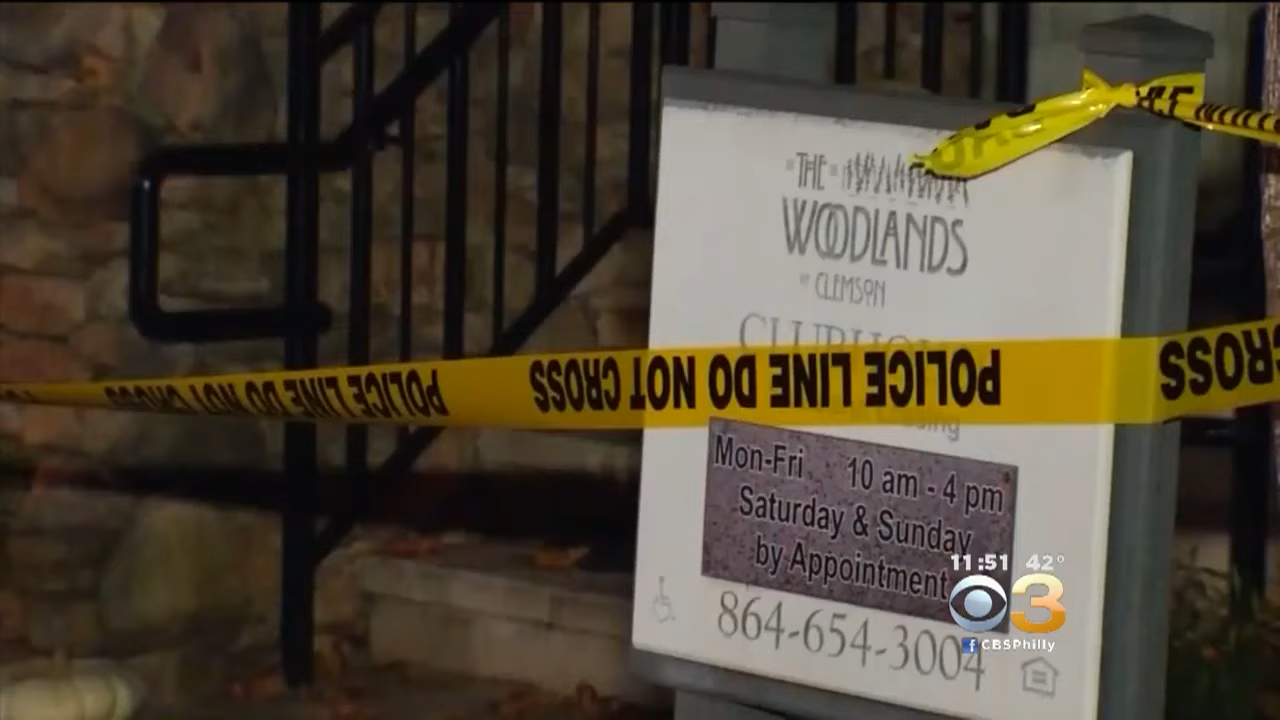 THE
WOODLANDS
OF CLEMSON
POLICE LINE DO NOT CROSS POLICE LINE DO NOT CROSS CROSS
Mon-Fri 10 am - 4 pm
Saturday & Sunday
by Appointment
864-654-3004
11:51 42°
3
CBSPhilly